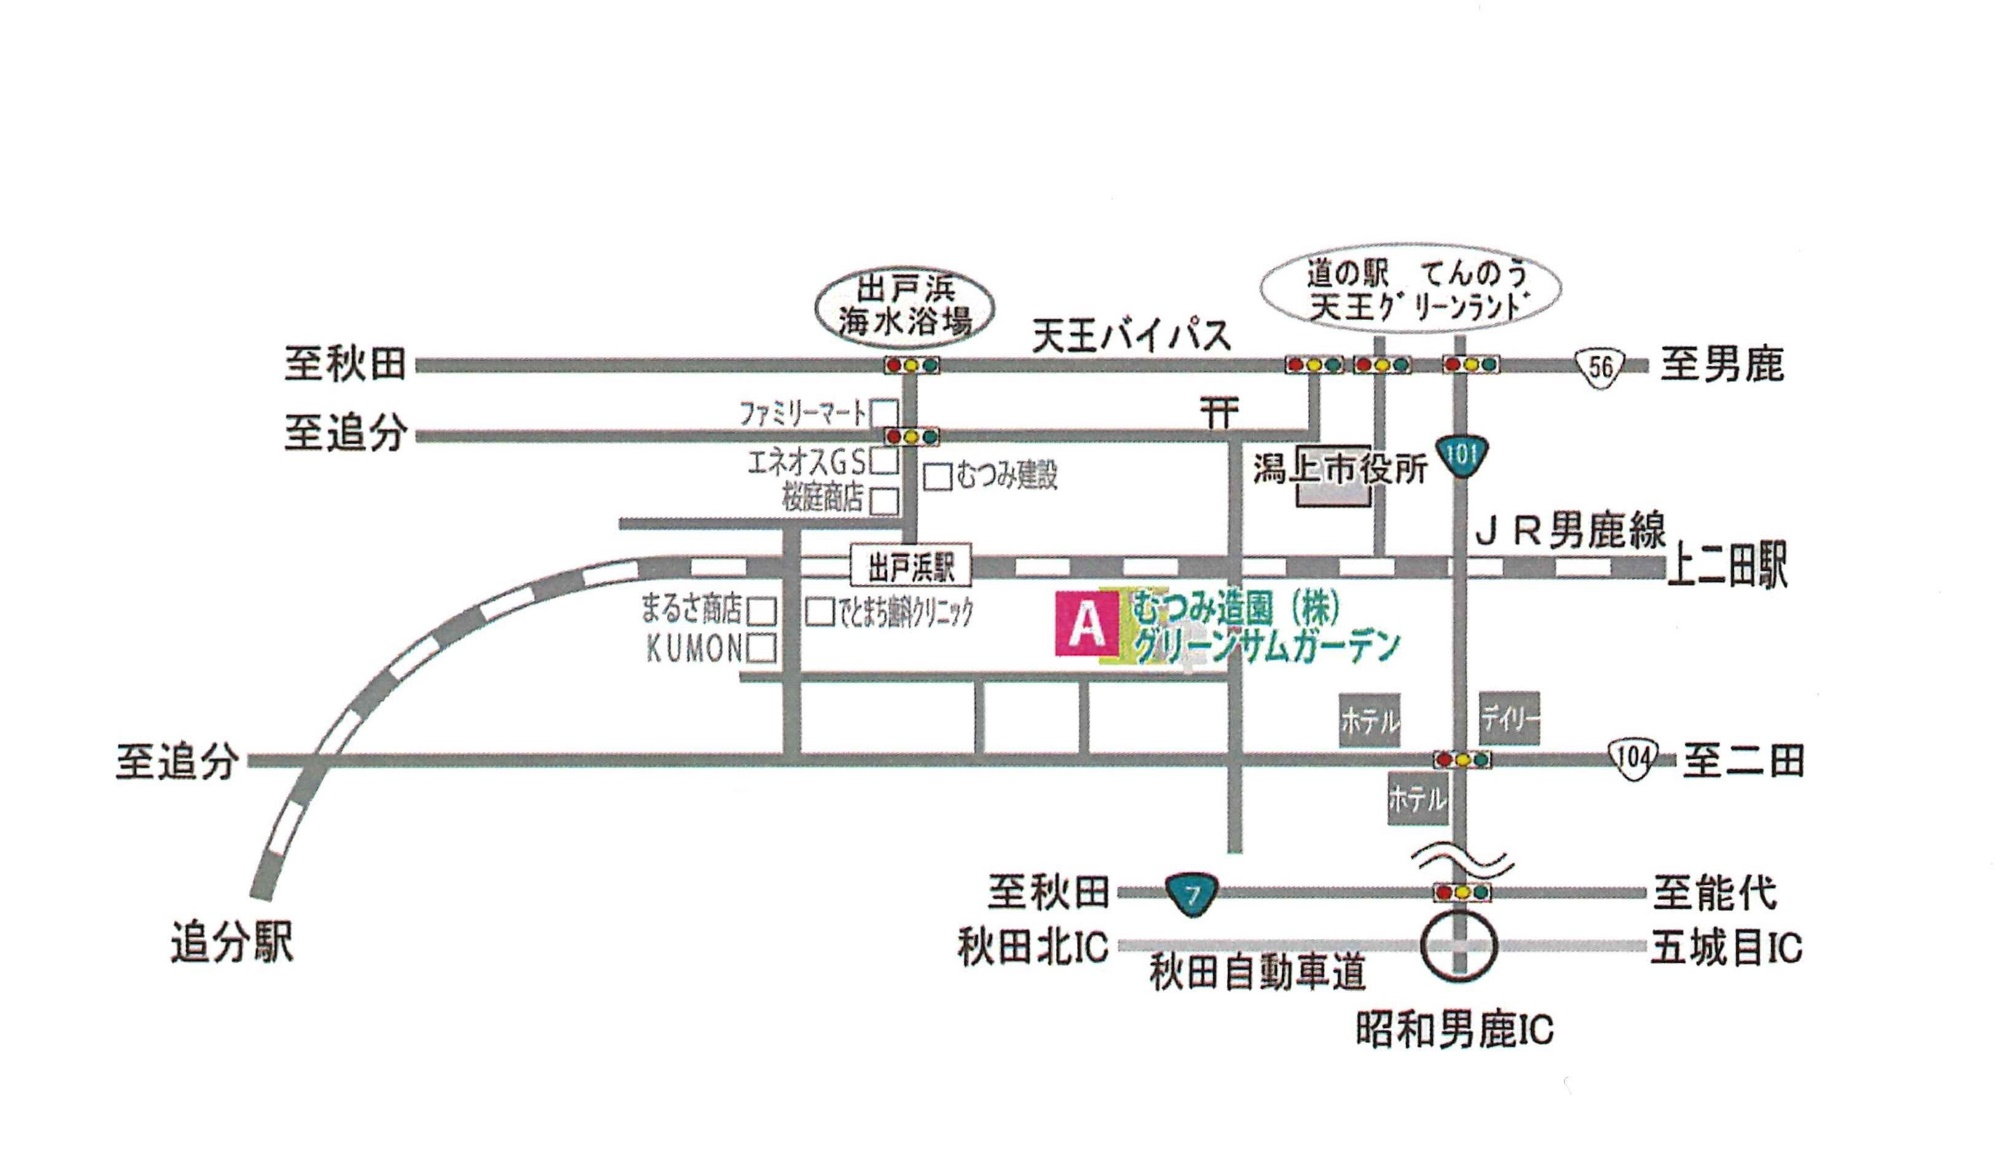 道の駅　てんのう
天王ｸﾞﾘｰﾝﾗﾝﾄﾞ
出戸浜
海水浴場
天王バイパス
至秋田
56
至男鹿
ファミリーマート
至追分
エネオスGS
むつみ建設
潟上市役所
101
桜庭商店
ＪＲ男鹿線
出戸浜駅
上二田駅
まるさ商店
でとまち歯科クリニック
A
むつみ造園（株）
グリーンサムガーデン
KUMON
ホテル
デイリー
至追分
104
至二田
ホテル
至秋田
7
至能代
追分駅
秋田北IC
五城目IC
秋田自動車道
昭和男鹿IC